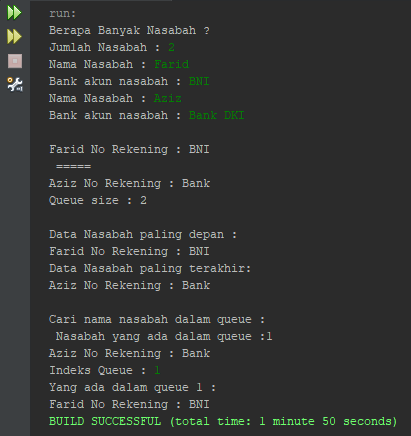 run:
Berapa Banyak Nasabah ?
Jumlah Nasabah : 2
Nama Nasabah : Farid
Bank akun nasabah : BNI
Nama Nasabah : Aziz
Bank akun nasabah : Bank DKI
Farid No Rekening : BNI
=====
Aziz No Rekening : Bank
Queue size : 2
Data Nasabah paling depan :
Farid No Rekening : BNI
Data Nasabah paling terakhir:
Aziz No Rekening : Bank
Cari nama nasabah dalam queue :
Nasabah yang ada dalam queue :1
Aziz No Rekening : Bank
Indeks Queue : 1
Yang ada dalam queue 1 :
Farid No Rekening : BNI
BUILD SUCCESSFUL (total time: 1 minute 50 seconds)